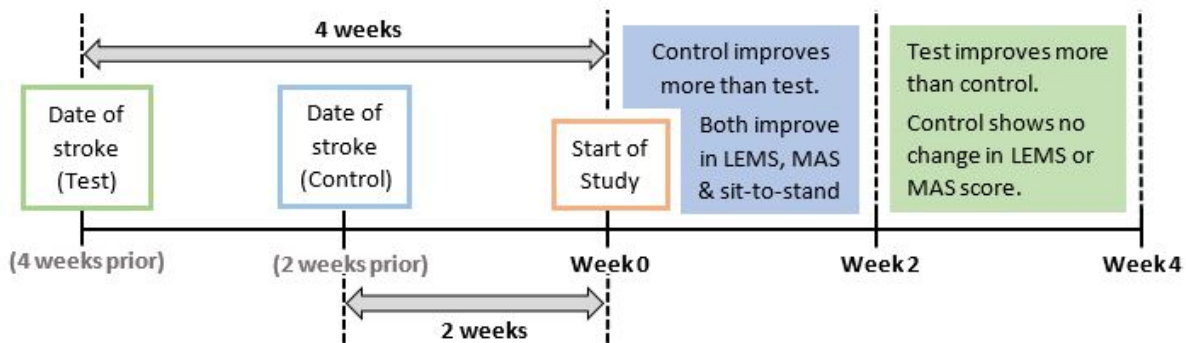 4 weeks
Date of
stroke
(Test)
Date of
stroke
(Control)
Start of
Study
Control improves
more than test.
Both improve
in LEMS, MAS
& sit-to-stand
Test improves more
than control.
Control shows no
change in LEMS or
MAS score.
(4 weeks prior)
(2 weeks prior)
Week 0
Week 2
Week 4
2 weeks